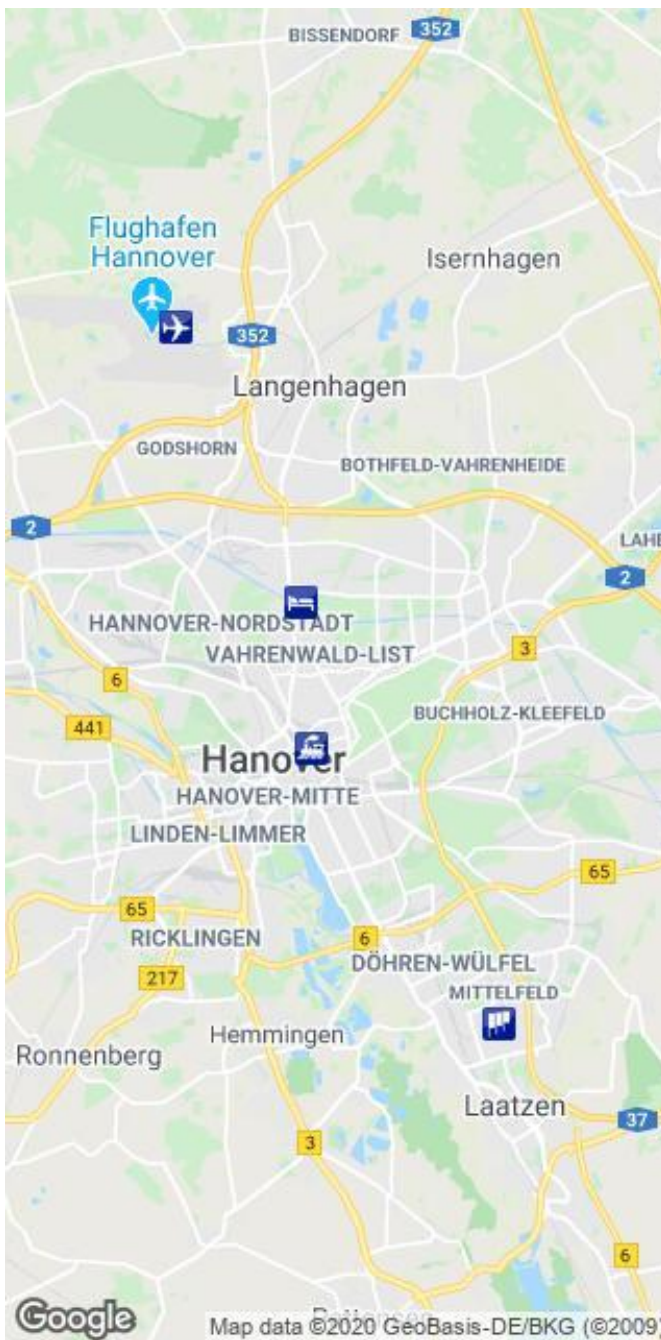 BISSENDORF
352
Flughafen
Hannover
Isernhagen
352
Langenhagen
GODSHORN
BOTHFELD-VAHRENHEIDE
2
LAHE
2
HANNOVER-NORDSTADT
VAHRENWALD-LIST
3
6
BUCHHOLZ-KLEEFELD
441
Hanover
HANOVER-MITTE
LINDEN-LIMMER
65
65
6
RICKLINGEN
DÖHREN-WÜLFEL
217
MITTELFELD
Hemmingen
Ronnenberg
Laatzen
37
3
6
Google
Map data ©2020 GeoBasis-DE/BKG (©2009)